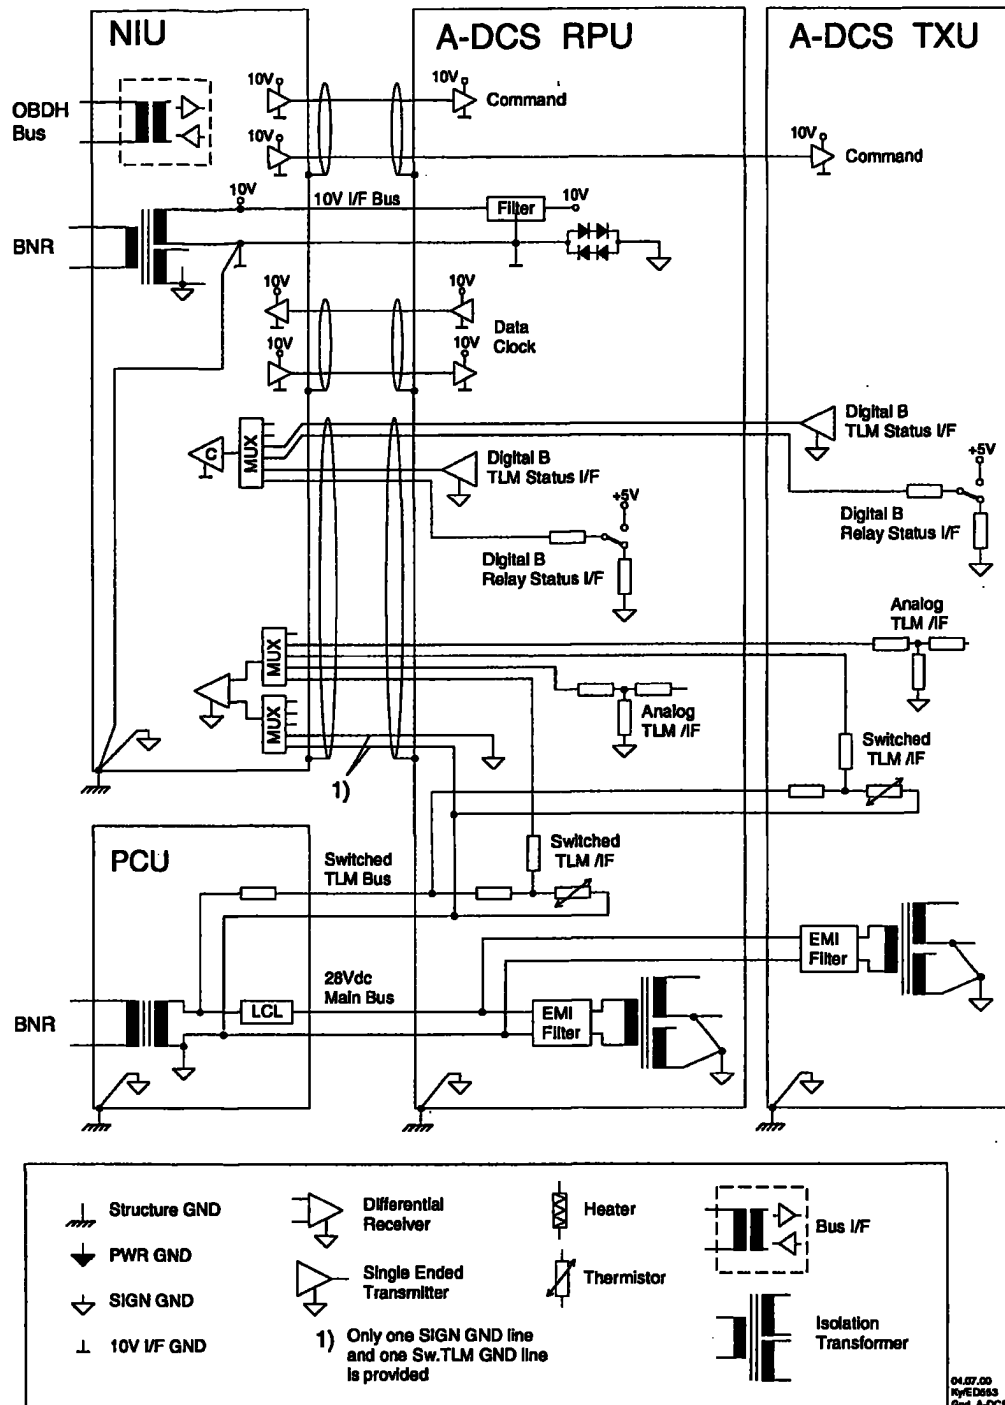 NIU
A-DCS RPU
A-DCS TXU
OBDH
Bus
10V
10V
Command
10V
10V
Command
10V
10V I/F Bus
Filter
10V
BNR
10V
10V
Data
Clock
10V
10V
C
MUX
Digital B
TLM Status I/F
Digital B
TLM Status I/F
+5V
Digital B
Relay Status I/F
+5V
Digital B
Relay Status I/F
Analog
TLM /IF
MUX
MUX
Analog
TLM /IF
Switched
TLM /IF
1)
PCU
Switched
TLM Bus
Switched
TLM /IF
EMI
Filter
28Vdc
Main Bus
BNR
LCL
EMI
Filter
Structure GND
PWR GND
SIGN GND
10V I/F GND
Differential
Receiver
Single Ended
Transmitter
1) Only one SIGN GND line
and one Sw.TLM GND line
is provided
Heater
Thermistor
Bus I/F
Isolation
Transformer
04.07.00
Ky/ED553
Gnd_A-DCS